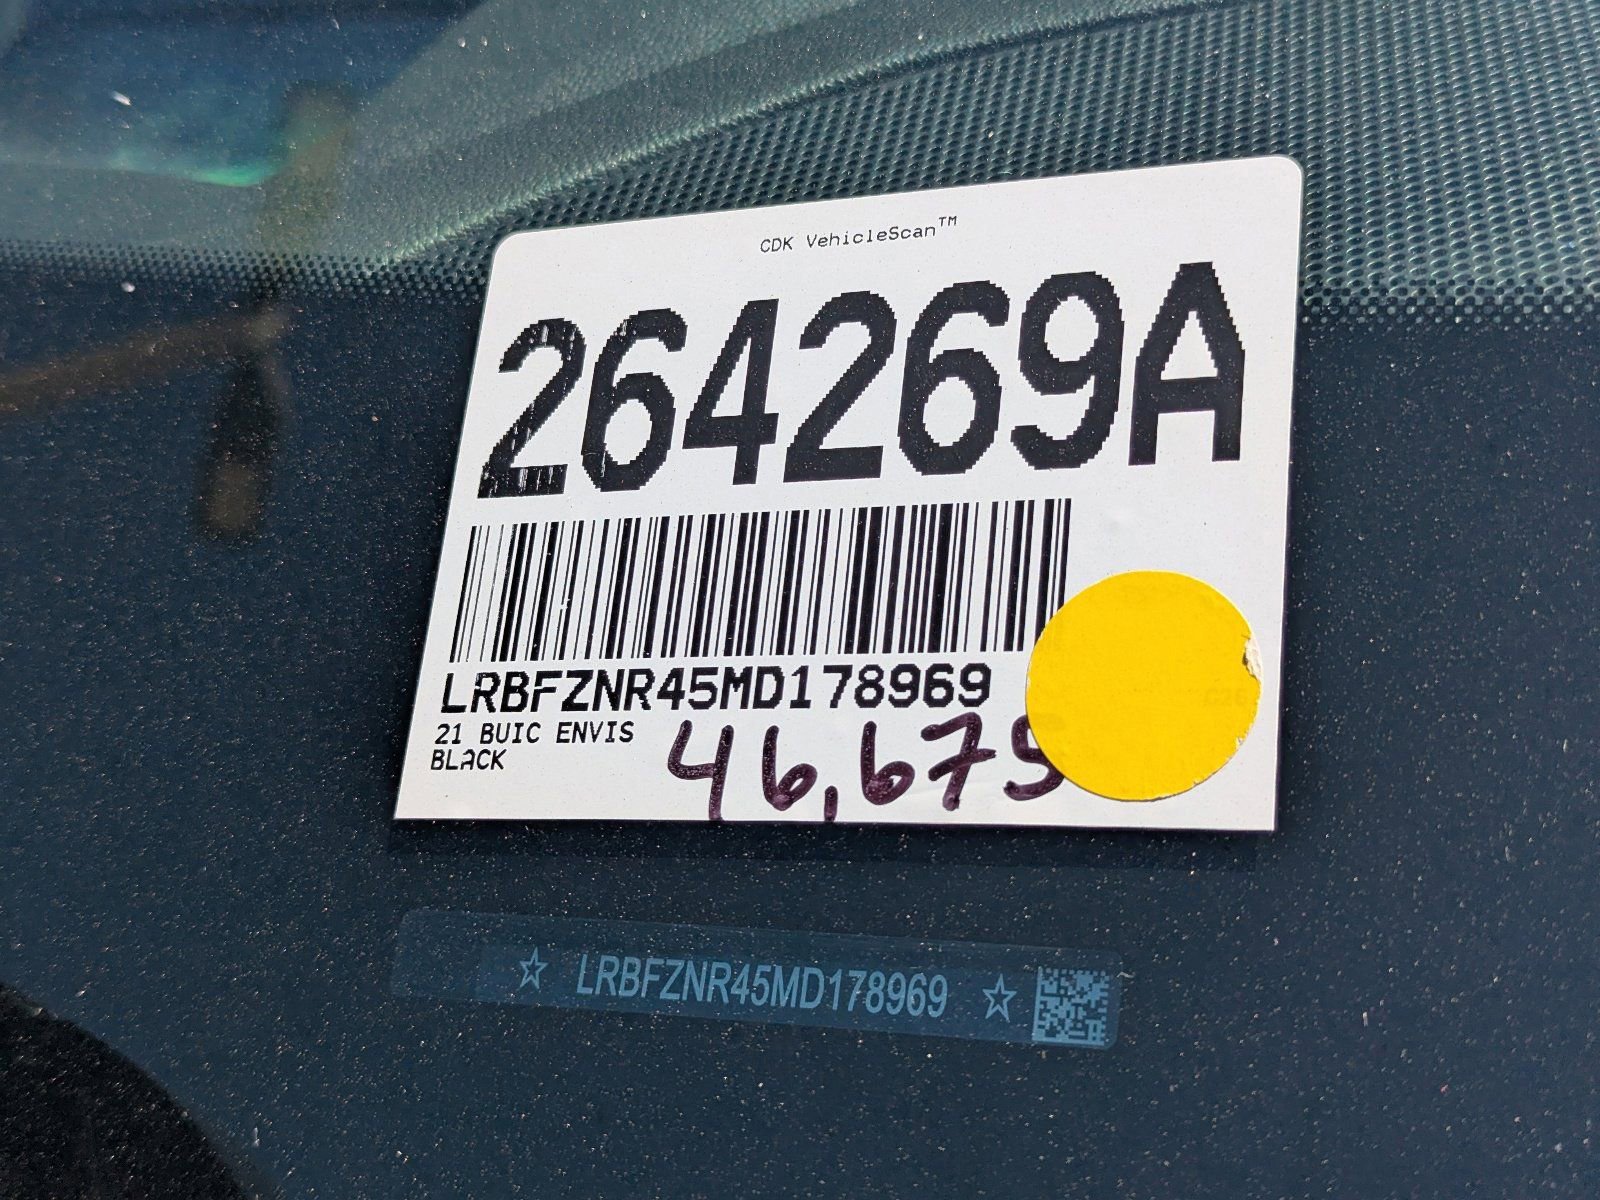 CDK VehicleScan™
264269A
LRBFZNR45MD178969
21 BUIC ENVIS
BLACK
46,675
☆ LRBFZNR45MD178969 ☆